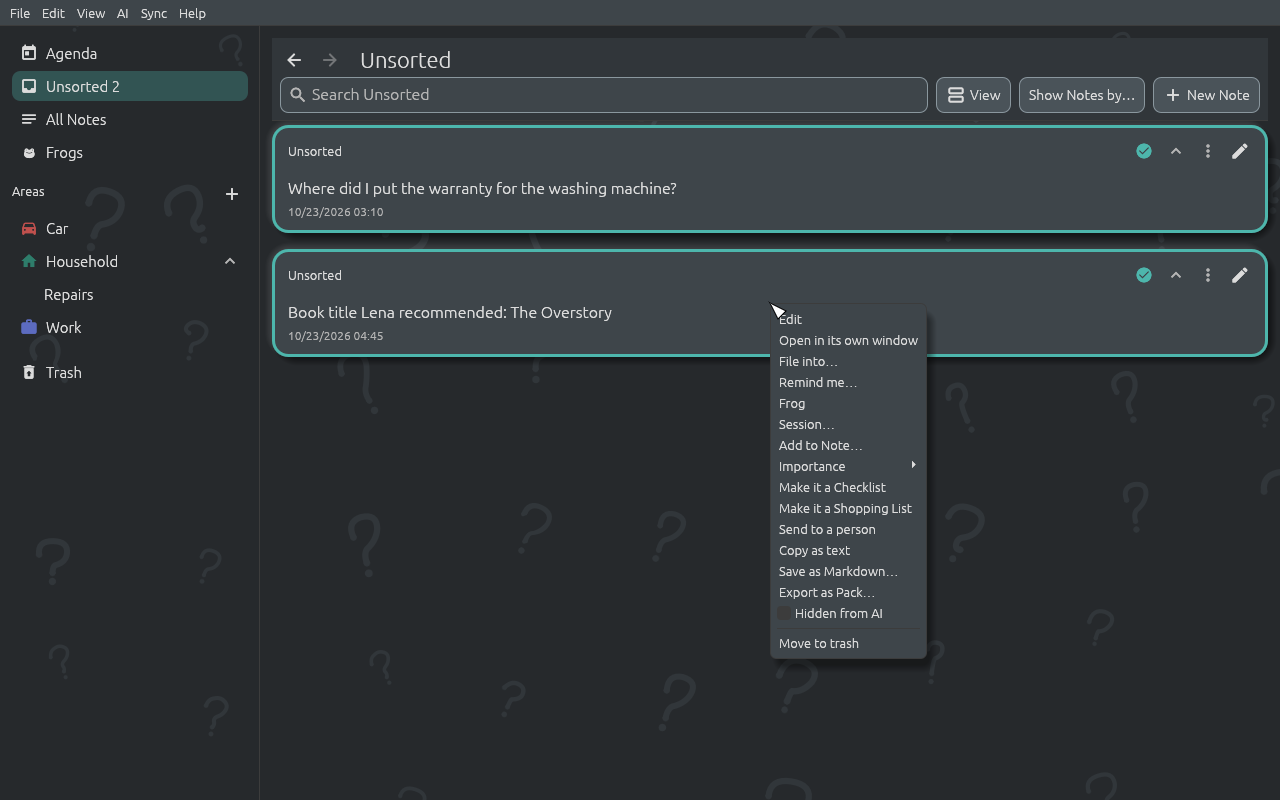 File Edit View AI Sync Help
Agenda
Unsorted 2
All Notes
Frogs
Areas
Car
Household
Repairs
Work
Trash
Unsorted
Search Unsorted
View
Show Notes by...
New Note
Unsorted
Where did I put the warranty for the washing machine?
10/23/2026 03:10
Unsorted
Book title Lena recommended: The Overstory
10/23/2026 04:45
Edit
Open in its own window
File into...
Remind me...
Frog
Session...
Add to Note...
Importance
Make it a Checklist
Make it a Shopping List
Send to a person
Copy as text
Save as Markdown...
Export as Pack...
Hidden from AI
Move to trash